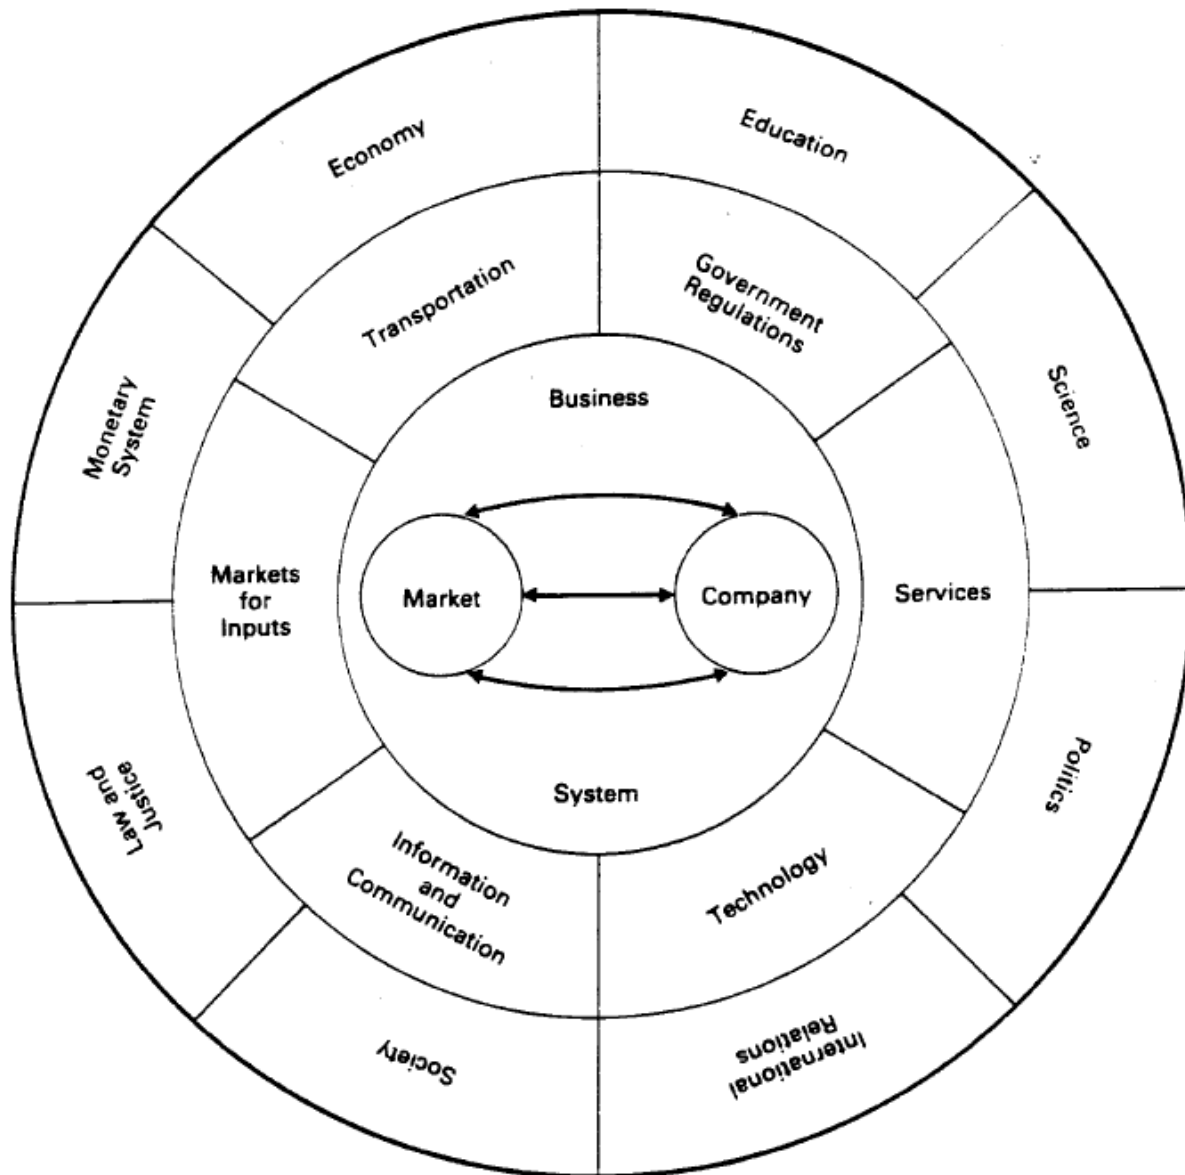 Economy
Education
Science
Politics
International
Relations
Society
Law and
Justice
Monetary
System
Transportation
Government
Regulations
Services
Technology
Information
and
Communication
Markets
for
Inputs
Business
Market
Company
System